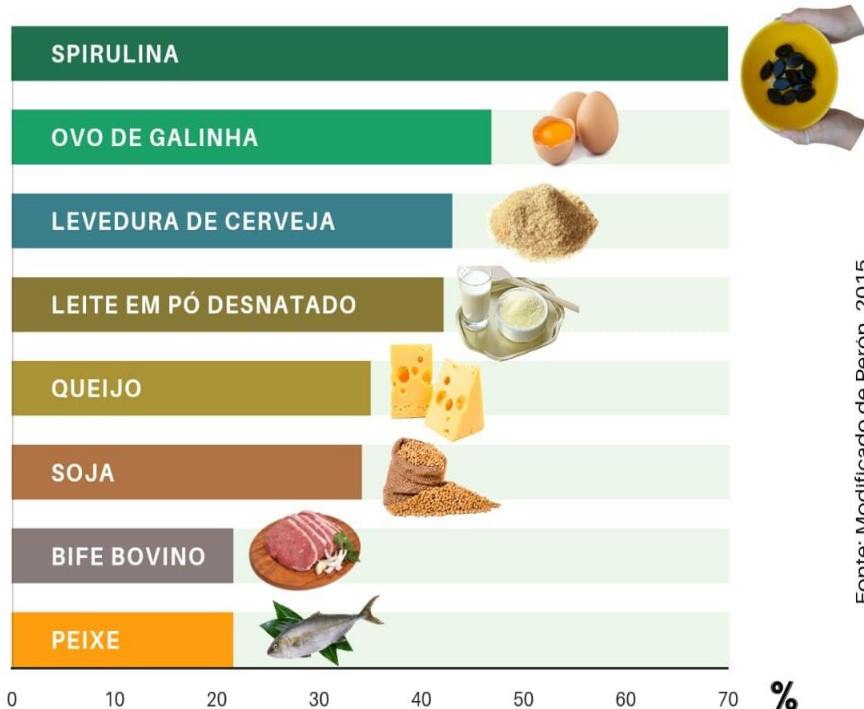 SPIRULINA
OVO DE GALINHA
LEVEDURA DE CERVEJA
LEITE EM PÓ DESNATADO
QUEIJO
SOJA
BIFE BOVINO
PEIXE
0 10 20 30 40 50 60 70 %
Fonte: Modificado de Perón, 2015